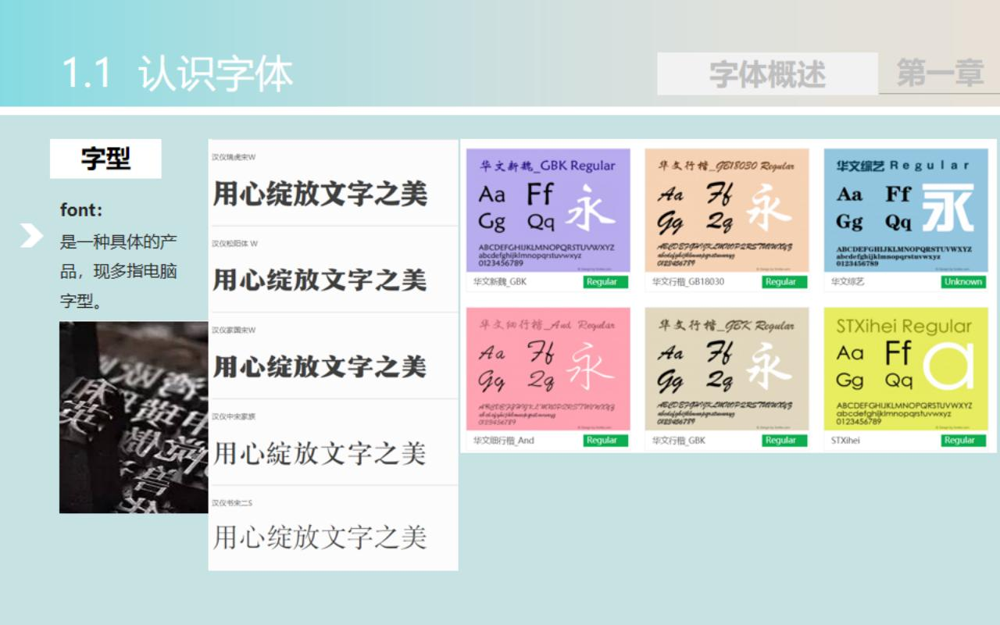 1.1 认识字体
字体概述
第一章
字型
font:
是一种具体的产
品，现多指电脑
字型。
汉仪瑞虎宋W
用心绽放文字之美
汉仪松阳体 W
用心绽放文字之美
汉仪家国宋W
用心绽放文字之美
汉仪中宋家族
用心綻放文字之美
汉仪书宋二S
用心绽放文字之美
华文新魏_GBK Regular
Aa Ff
Gg Qq
永
ABCDEFGHIJKLMNOPQRSTUVWXYZ
abcdefghijklmnopqrstuvwxyz
0123456789
华文新魏_GBK
Regular
华文行楷_GB18030 Regular
Aa Ff
Gg Qq
永
ABCDEFGHIJKLMNOPQRSTUVWXYZ
abcdefghijklmnopqrstuvwxyz
0123456789
华文行楷_GB18030
Regular
华文综艺 Regular
Aa Ff
Gg Qq
永
ABCDEFGHIJKLMNOPQRSTUVWXYZ
abcdefghijklmnopqrstuvwxyz
0123456789
华文综艺
Unknown
华文细行楷_And Regular
Aa Ff
Gg Qq
永
ABCDEFGHIJKLMNOPQRSTUVWXYZ
abcdefghijklmnopqrstuvwxyz
0123456789
华文细行楷_And
Regular
华文行楷_GBK Regular
Aa Ff
Gg Qq
永
ABCDEFGHIJKLMNOPQRSTUVWXYZ
abcdefghijklmnopqrstuvwxyz
0123456789
华文行楷_GBK
Regular
STXihei Regular
Aa Ff
Gg Qq
a
ABCDEFGHIJKLMNOPQRSTUVWXYZ
abcdefghijklmnopqrstuvwxyz
0123456789
STXihei
Regular